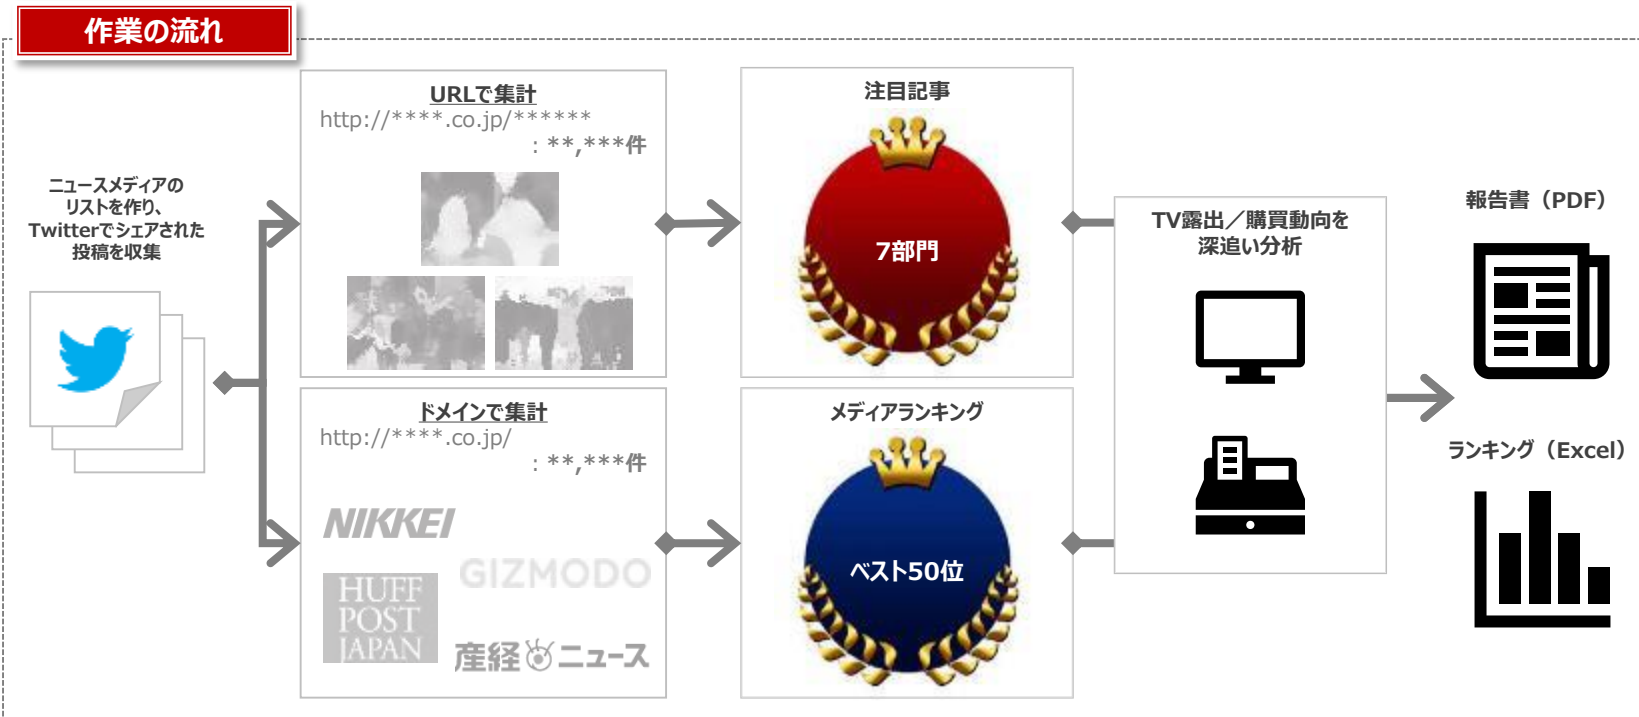 作業の流れ
ニュースメディアの
リストを作り、
Twitterでシェアされた
投稿を収集
URLで集計
http://****.co.jp/******
：**,***件
ドメインで集計
http://****.co.jp/
：**,***件
NIKKEI
GIZMODO
HUFF
POST
JAPAN
産経ニュース
注目記事
7部門
メディアランキング
ベスト50位
TV露出／購買動向を
深追い分析
報告書（PDF）
ランキング（Excel）